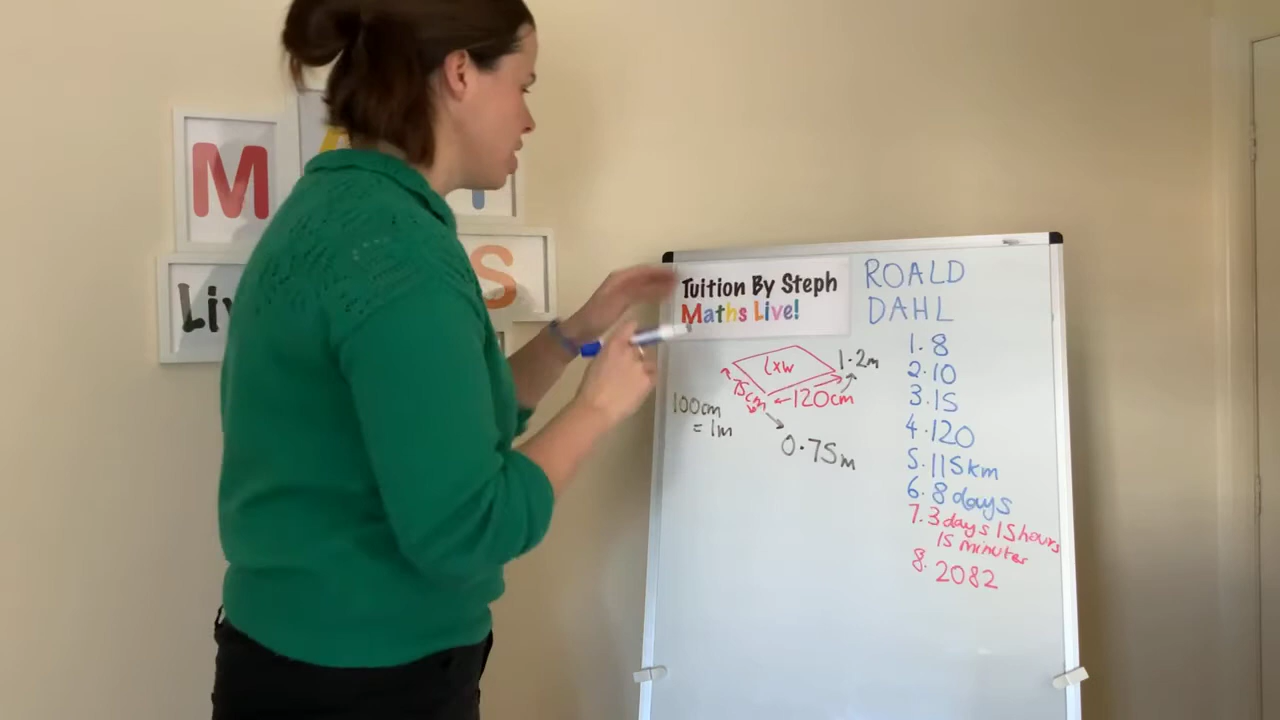 M
A
S
Liv
Tuition By Steph
Maths Live!
ROALD
DAHL
1. 8
2. 10
3. 15
4. 120
5. 115km
6. 8 days
7. 3 days 15 hours
15 minutes
8. 2082
lxw
1.2m
75cm
120cm
100cm
= 1m
0.75m